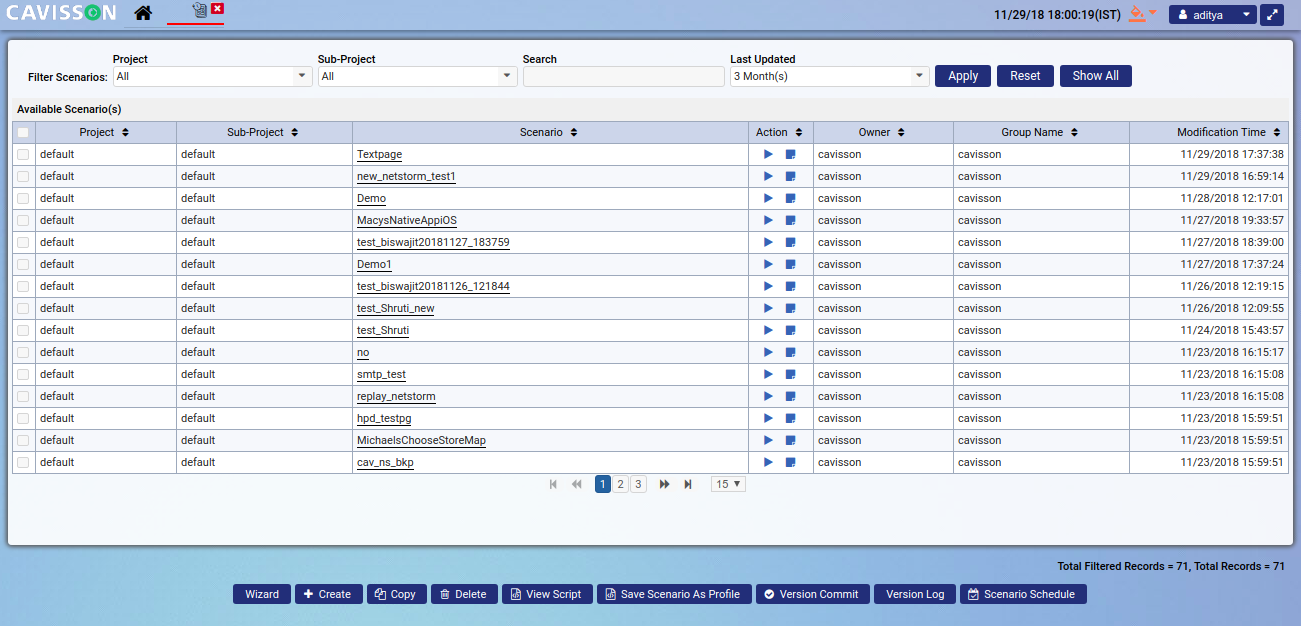 CAVISSON 11/29/18 18:00:19(IST) aditya
Project Sub-Project Search Last Updated
Filter Scenarios: All All 3 Month(s) Apply Reset Show All
Available Scenario(s)
Project Sub-Project Scenario Action Owner Group Name Modification Time
default default Textpage cavisson cavisson 11/29/2018 17:37:38
default default new_netstorm_test1 cavisson cavisson 11/29/2018 16:59:14
default default Demo cavisson cavisson 11/28/2018 12:17:01
default default MacysNativeAppiOS cavisson cavisson 11/27/2018 19:33:57
default default test_biswajit20181127_183759 cavisson cavisson 11/27/2018 18:39:00
default default Demo1 cavisson cavisson 11/27/2018 17:37:24
default default test_biswajit20181126_121844 cavisson cavisson 11/26/2018 12:19:15
default default test_Shruti_new cavisson cavisson 11/26/2018 12:09:55
default default test_Shruti cavisson cavisson 11/24/2018 15:43:57
default default no cavisson cavisson 11/23/2018 16:15:17
default default smtp_test cavisson cavisson 11/23/2018 16:15:08
default default replay_netstorm cavisson cavisson 11/23/2018 16:15:08
default default hpd_testpg cavisson cavisson 11/23/2018 15:59:51
default default MichaelsChooseStoreMap cavisson cavisson 11/23/2018 15:59:51
default default cav_ns_bkp cavisson cavisson 11/23/2018 15:59:51
1 2 3 15
Total Filtered Records = 71, Total Records = 71
Wizard Create Copy Delete View Script Save Scenario As Profile Version Commit Version Log Scenario Schedule